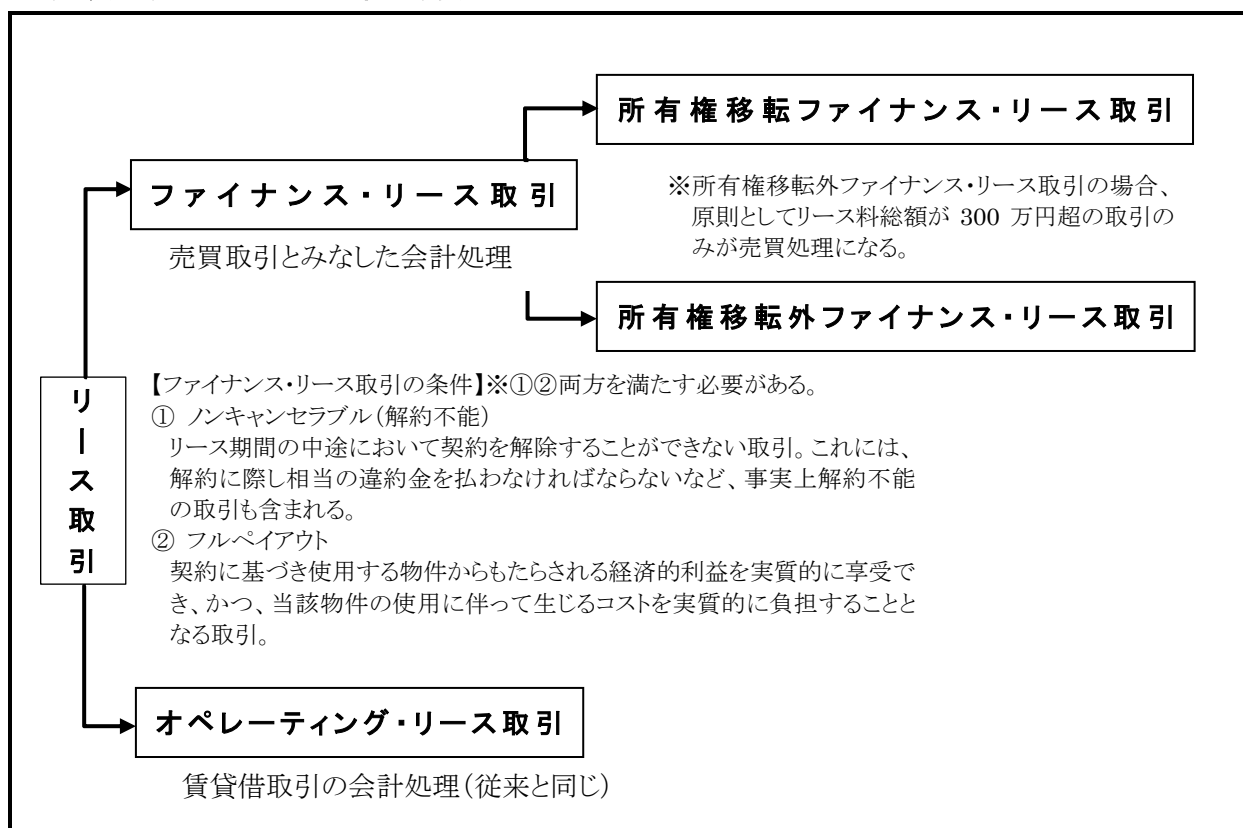 所有権移転ファイナンス・リース取引
ファイナンス・リース取引
※所有権移転外ファイナンス・リース取引の場合、
原則としてリース料総額が 300 万円超の取引の
みが売買処理になる。
売買取引とみなした会計処理
所有権移転外ファイナンス・リース取引
リース取引
【ファイナンス・リース取引の条件】※①②両方を満たす必要がある。
① ノンキャンセラブル（解約不能）
リース期間の中途において契約を解除することができない取引。これには、
解約に際し相当の違約金を払わなければならないなど、事実上解約不能
の取引も含まれる。
② フルペイアウト
契約に基づき使用する物件からもたらされる経済的利益を実質的に享受で
き、かつ、当該物件の使用に伴って生じるコストを実質的に負担することと
なる取引。
オペレーティング・リース取引
賃貸借取引の会計処理（従来と同じ）